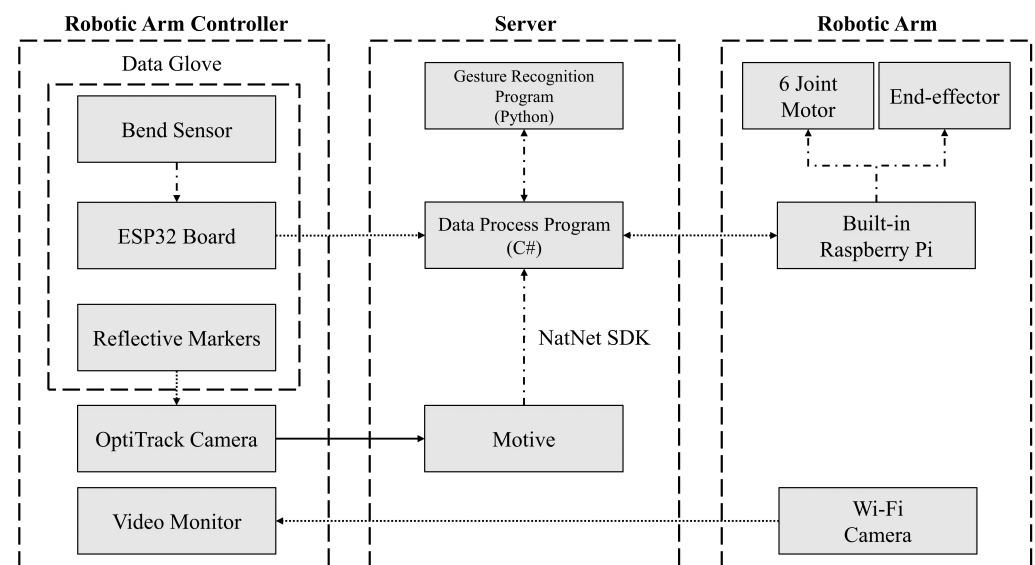 Robotic Arm Controller
Data Glove
Bend Sensor
ESP32 Board
Reflective Markers
OptiTrack Camera
Video Monitor
Server
Gesture Recognition
Program
(Python)
Data Process Program
(C#)
NatNet SDK
Motive
Robotic Arm
6 Joint
Motor
End-effector
Built-in
Raspberry Pi
Wi-Fi
Camera